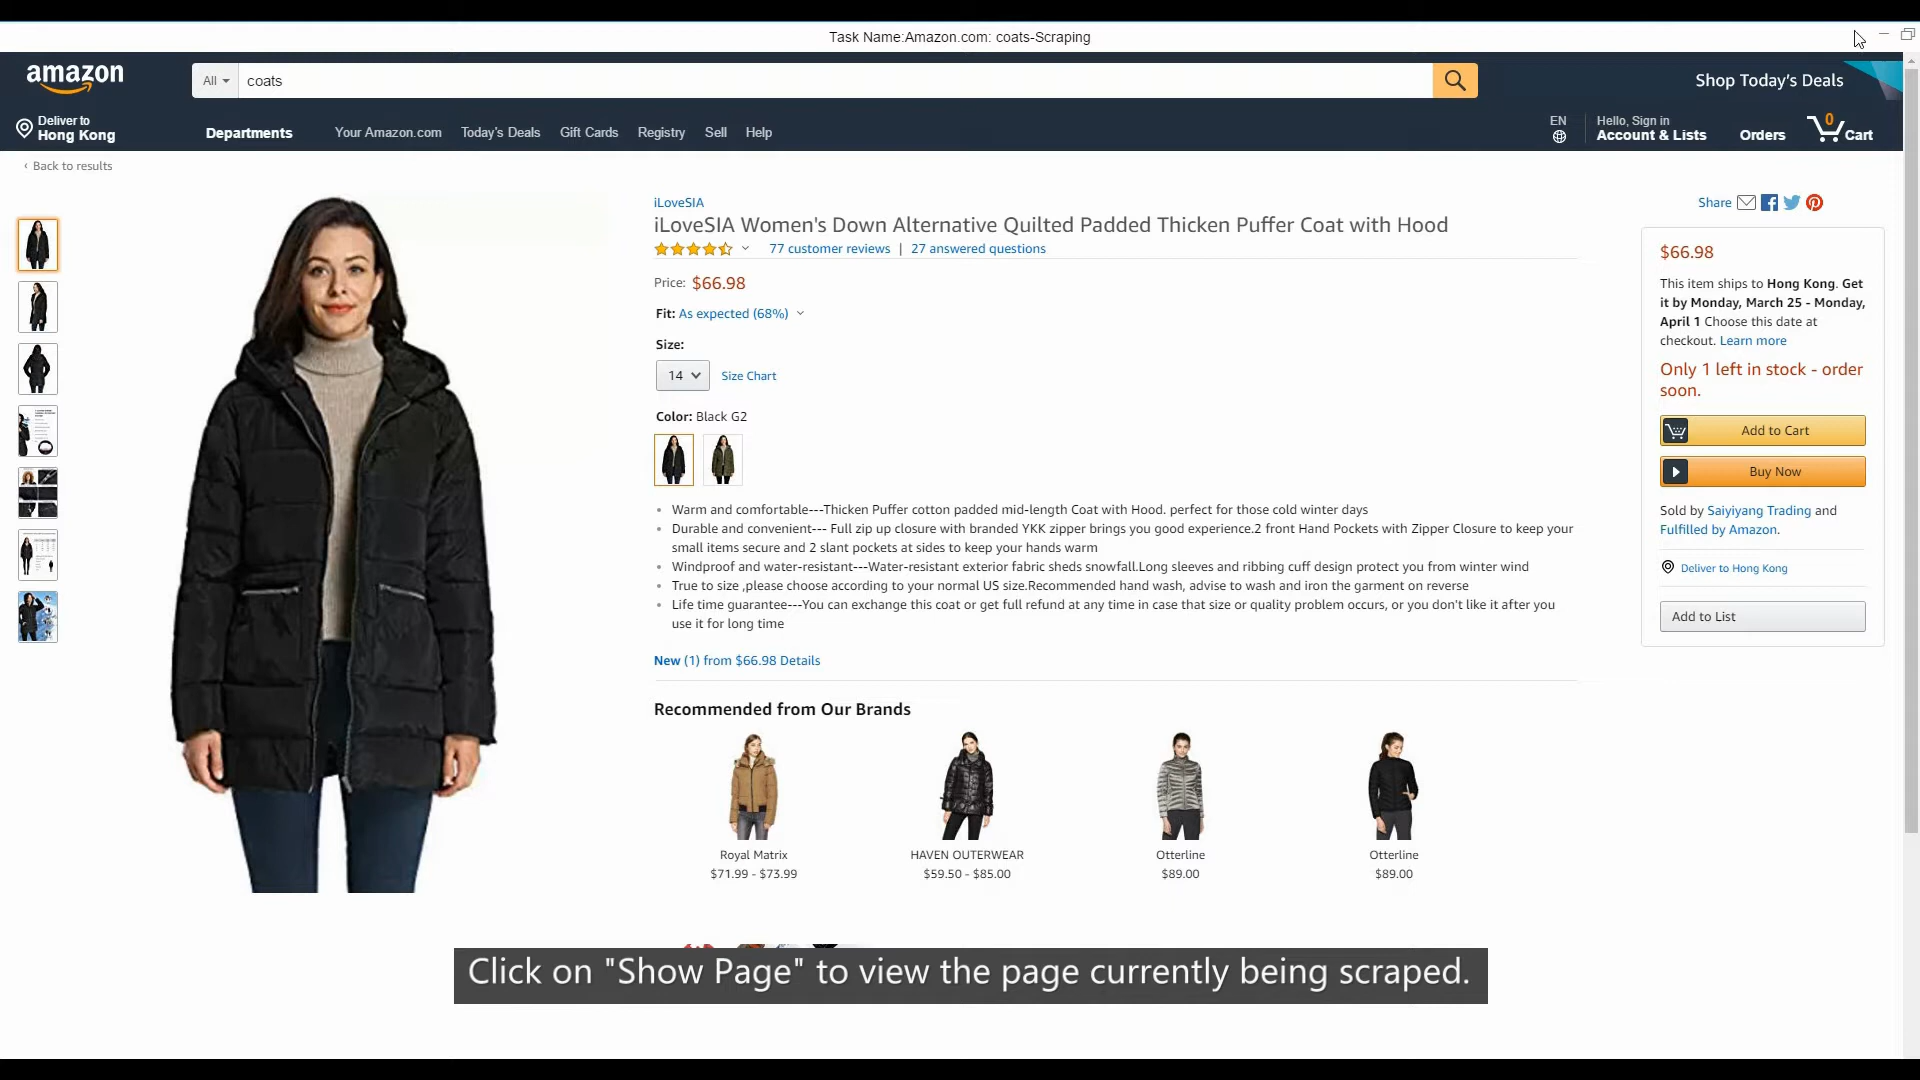 Task Name:Amazon.com: coats-Scraping
amazon
All
coats
Shop Today's Deals
Deliver to
Hong Kong
Departments
Your Amazon.com
Today's Deals
Gift Cards
Registry
Sell
Help
EN
Hello, Sign in
Account & Lists
Orders
0
Cart
‹ Back to results
iLoveSIA
iLoveSIA Women's Down Alternative Quilted Padded Thicken Puffer Coat with Hood
77 customer reviews | 27 answered questions
Price: $66.98
Fit: As expected (68%)
Size:
14
Size Chart
Color: Black G2
• Warm and comfortable---Thicken Puffer cotton padded mid-length Coat with Hood. perfect for those cold winter days
• Durable and convenient--- Full zip up closure with branded YKK zipper brings you good experience.2 front Hand Pockets with Zipper Closure to keep your
small items secure and 2 slant pockets at sides to keep your hands warm
• Windproof and water-resistant---Water-resistant exterior fabric sheds snowfall.Long sleeves and ribbing cuff design protect you from winter wind
• True to size ,please choose according to your normal US size.Recommended hand wash, advise to wash and iron the garment on reverse
• Life time guarantee---You can exchange this coat or get full refund at any time in case that size or quality problem occurs, or you don't like it after you
use it for long time
New (1) from $66.98 Details
Recommended from Our Brands
Royal Matrix
$71.99 - $73.99
HAVEN OUTERWEAR
$59.50 - $85.00
Otterline
$89.00
Otterline
$89.00
Share
$66.98
This item ships to Hong Kong. Get
it by Monday, March 25 - Monday,
April 1 Choose this date at
checkout. Learn more
Only 1 left in stock - order
soon.
Add to Cart
Buy Now
Sold by Saiyiyang Trading and
Fulfilled by Amazon.
Deliver to Hong Kong
Add to List
Click on "Show Page" to view the page currently being scraped.